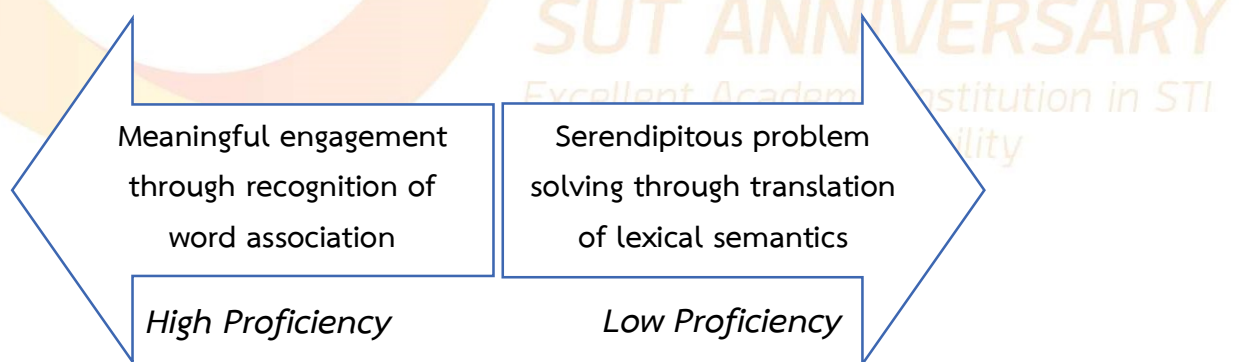 SUT ANNIVERSARY
Excellent Academ stitution in STI
ility
Meaningful engagement
through recognition of
word association
Serendipitous problem
solving through translation
of lexical semantics
High Proficiency
Low Proficiency